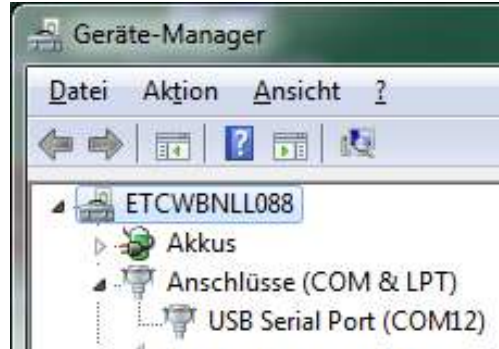 Geräte-Manager
Datei Aktion Ansicht ?
?
ETCWBNLL088
Akkus
Anschlüsse (COM & LPT)
USB Serial Port (COM12)